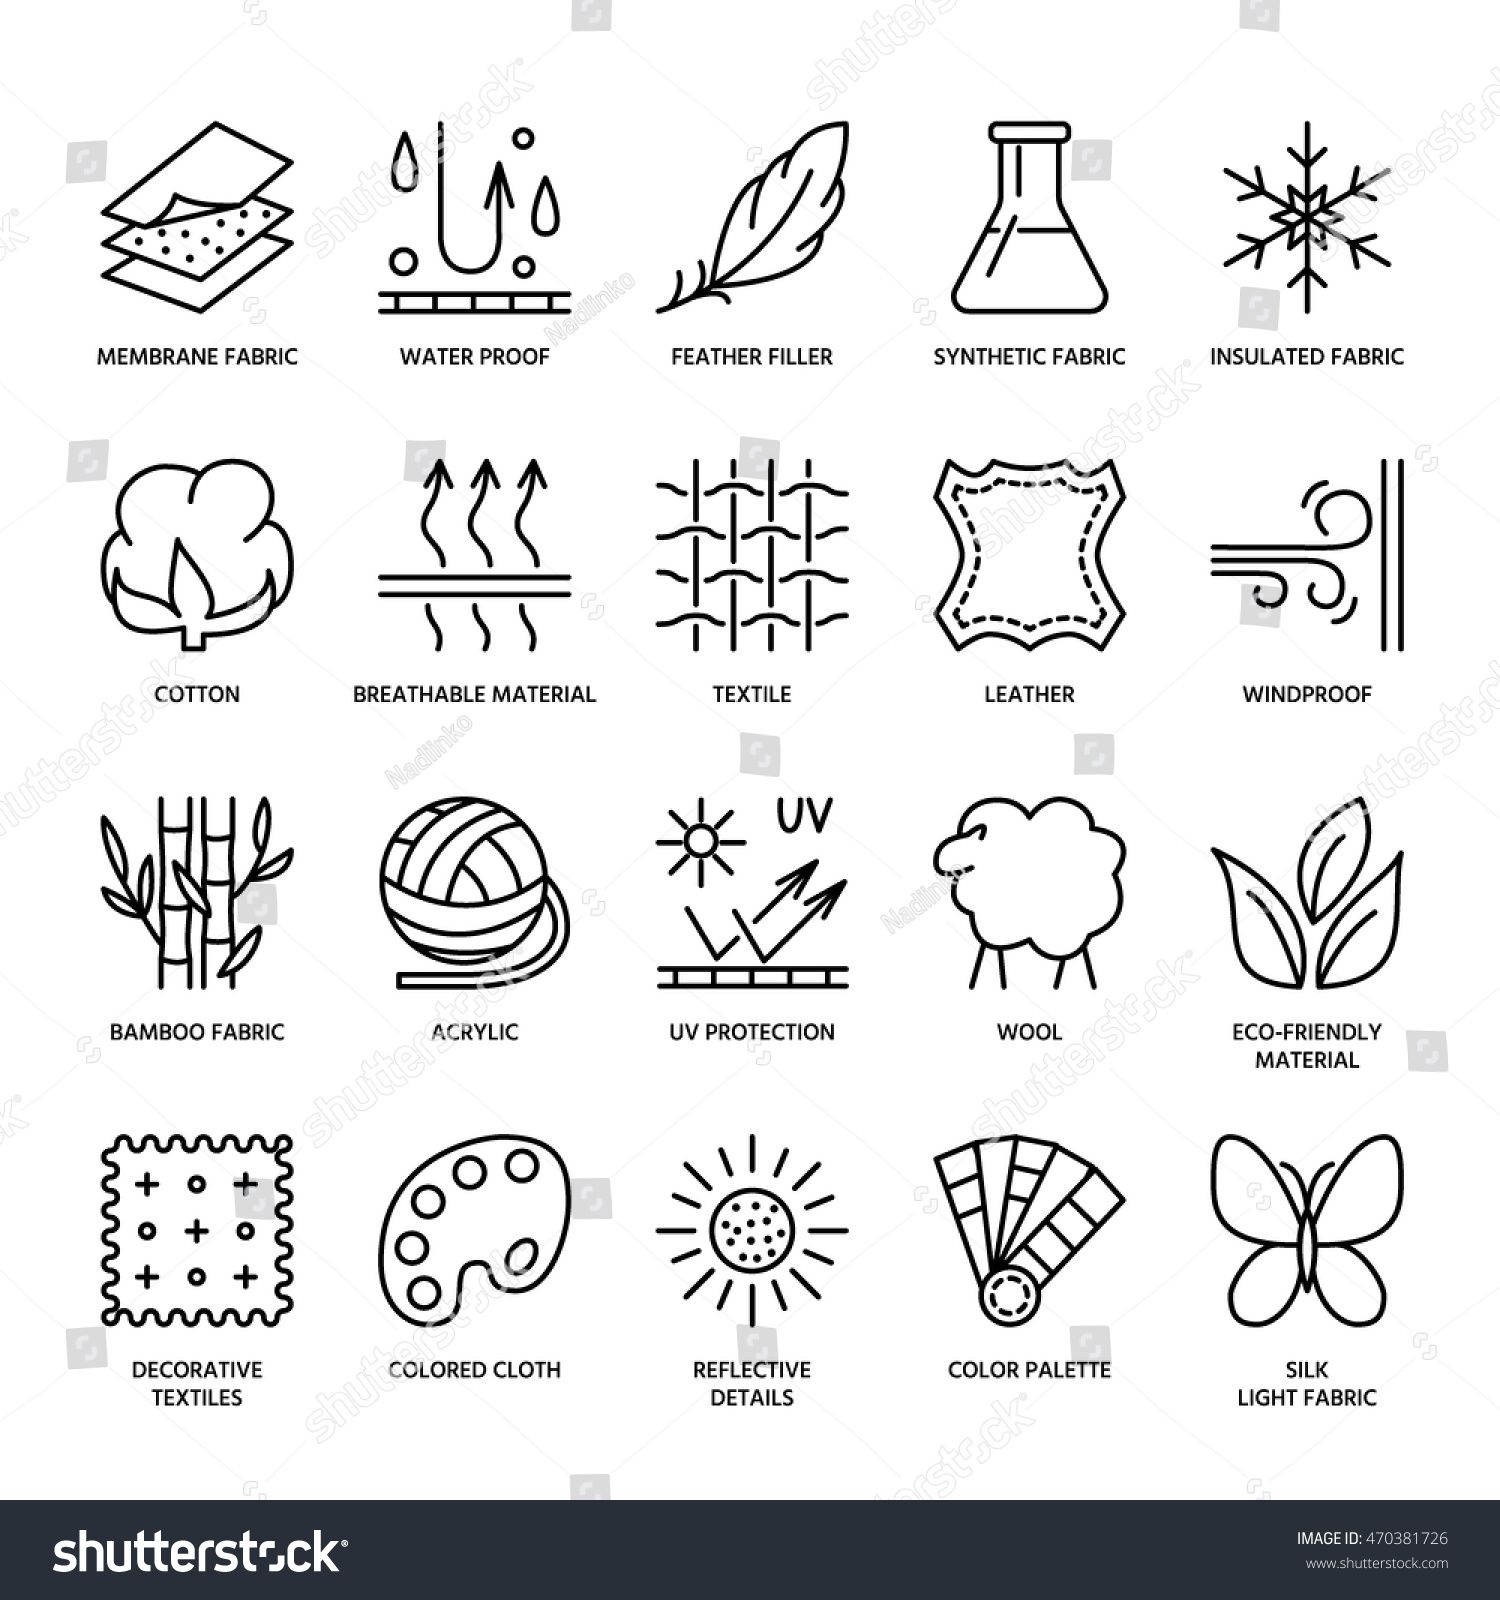 MEMBRANE FABRIC
WATER PROOF
FEATHER FILLER
SYNTHETIC FABRIC
INSULATED FABRIC
COTTON
BREATHABLE MATERIAL
TEXTILE
LEATHER
WINDPROOF
UV
BAMBOO FABRIC
ACRYLIC
UV PROTECTION
WOOL
ECO-FRIENDLY
MATERIAL
DECORATIVE
TEXTILES
COLORED CLOTH
REFLECTIVE
DETAILS
COLOR PALETTE
SILK
LIGHT FABRIC
shutterstock
Nadiinko
shutterstock®
IMAGE ID: 470381726
www.shutterstock.com